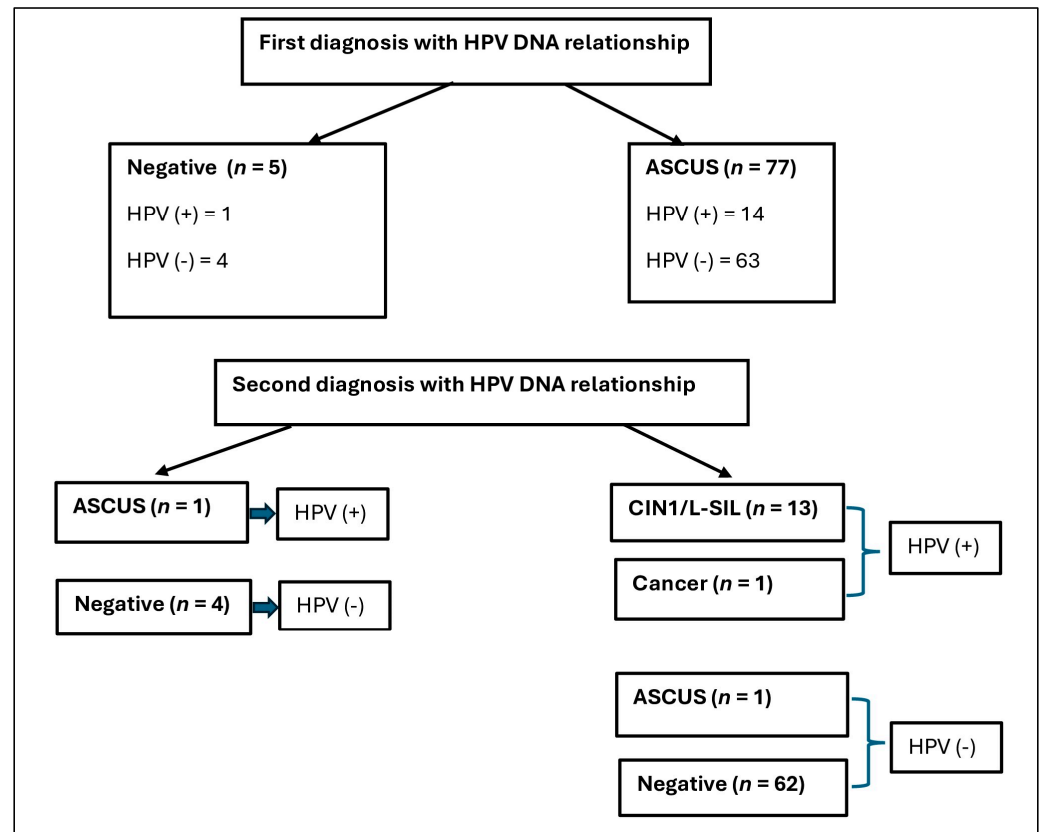 First diagnosis with HPV DNA relationship
Negative (n = 5)
HPV (+) = 1
HPV (-) = 4
ASCUS (n = 77)
HPV (+) = 14
HPV (-) = 63
Second diagnosis with HPV DNA relationship
ASCUS (n = 1)
HPV (+)
Negative (n = 4)
HPV (-)
CIN1/L-SIL (n = 13)
Cancer (n = 1)
HPV (+)
ASCUS (n = 1)
Negative (n = 62)
HPV (-)